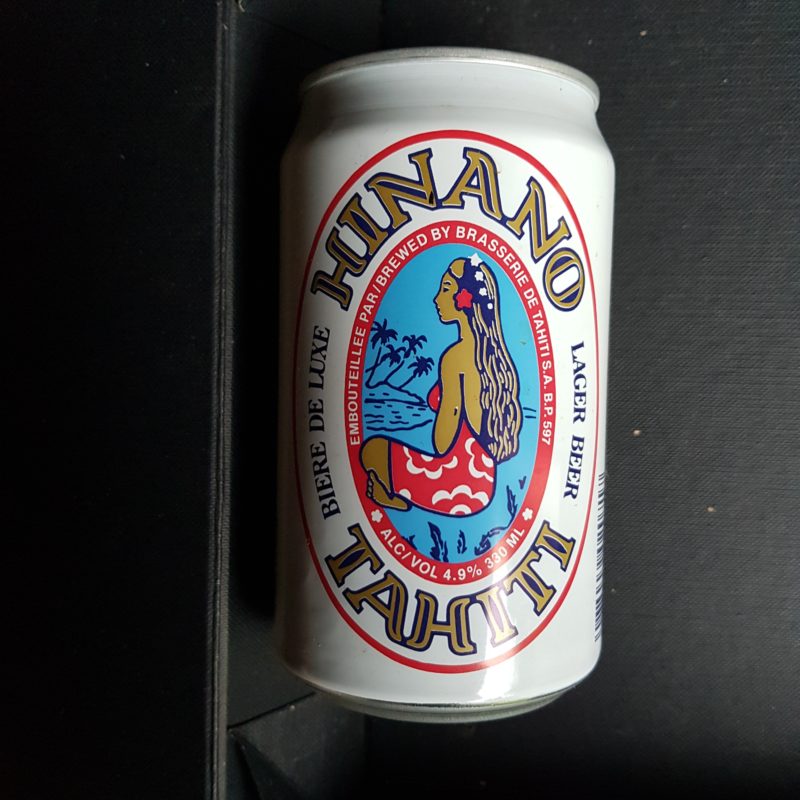 HINANO
EMBOUTEILLEE PAR/BREWED BY BRASSERIE DE TAHITI S.A. B.P. 597
BIERE DE LUXE
LAGER BEER
ALC/VOL 4.9% 330 ML
TAHITI